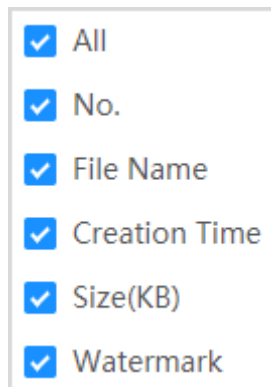 All
No.
File Name
Creation Time
Size(KB)
Watermark